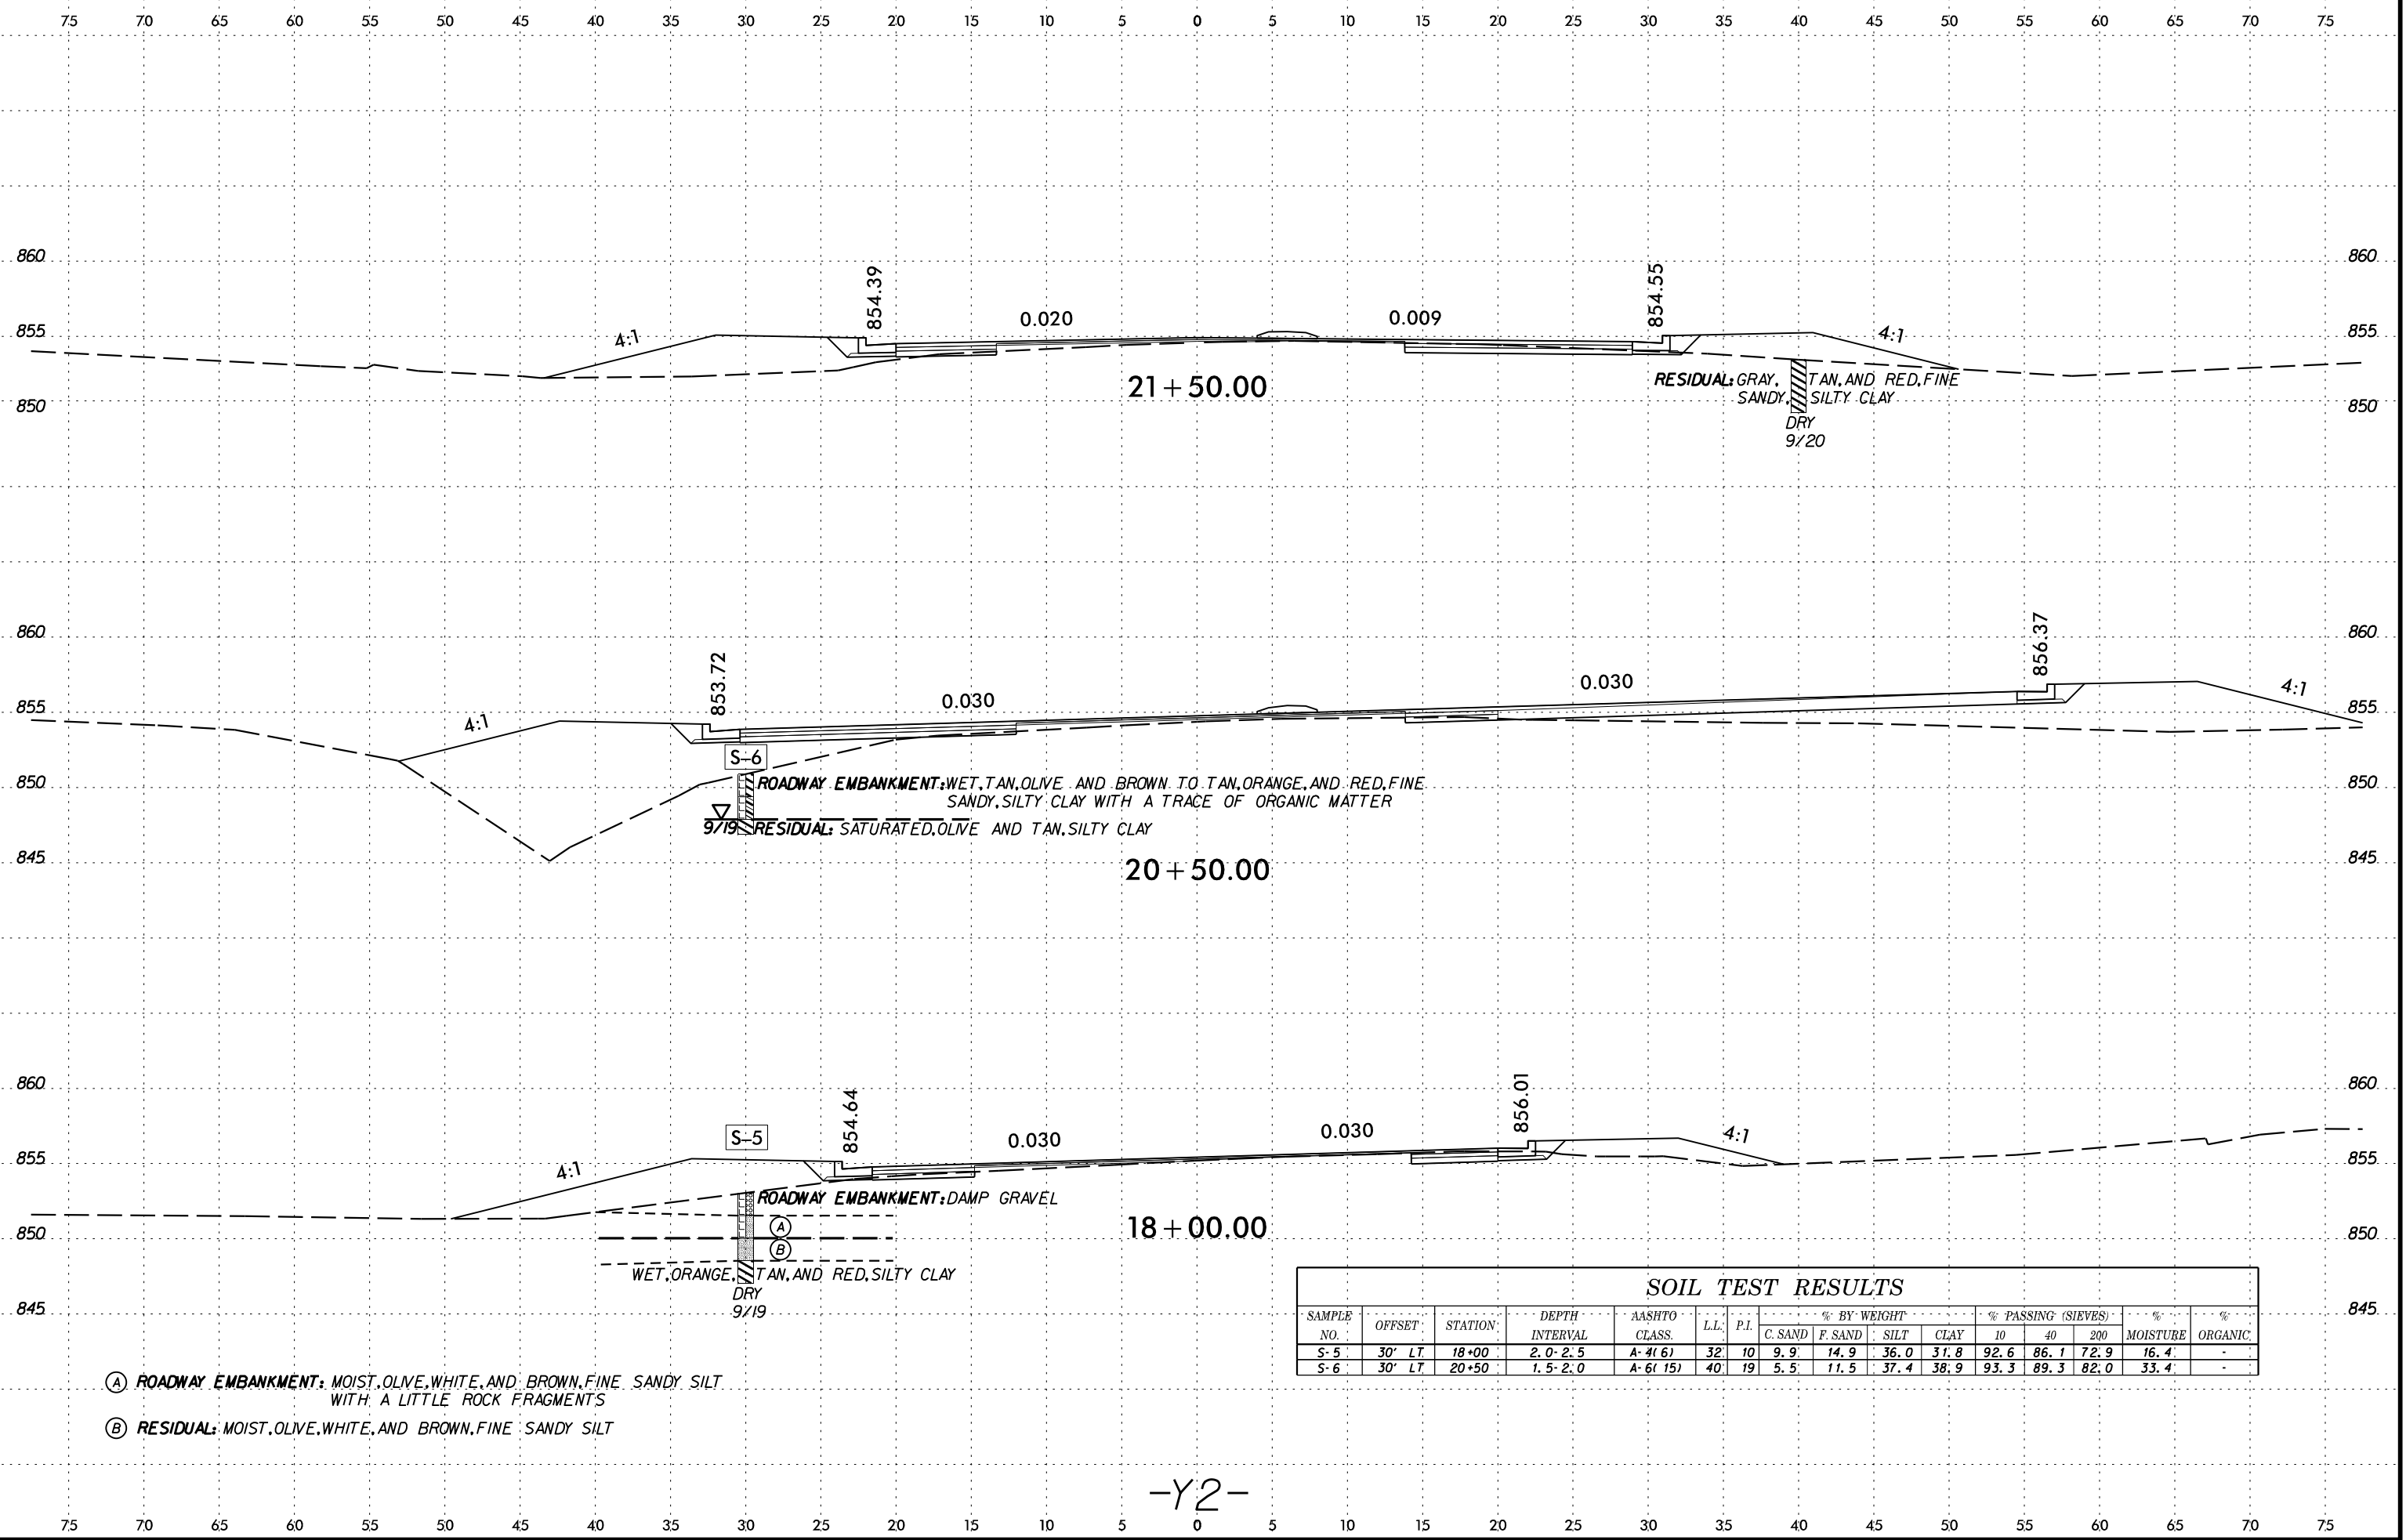 75 70 65 60 55 50 45 40 35 30 25 20 15 10 5 0 5 10 15 20 25 30 35 40 45 50 55 60 65 70 75
860 860
854.39 854.55
0.020 0.009
855 4:1 4:1 855
RESIDUAL: GRAY, TAN, AND RED, FINE
SANDY, SILTY CLAY
21+50.00
850 850
DRY
9/20
860 860
853.72 856.37
0.030 0.030
855 4:1 4:1 855
S-6
850 850
ROADWAY EMBANKMENT: WET, TAN, OLIVE AND BROWN TO TAN, ORANGE, AND RED, FINE
SANDY, SILTY CLAY WITH A TRACE OF ORGANIC MATTER
9/19 RESIDUAL: SATURATED, OLIVE AND TAN, SILTY CLAY
845 845
20+50.00
860 860
854.64 856.01
S-5 0.030 0.030 4:1
855 4:1 855
ROADWAY EMBANKMENT: DAMP GRAVEL
A
18+00.00
850 850
B
WET, ORANGE, TAN, AND RED, SILTY CLAY
DRY
9/19
845 845
SOIL TEST RESULTS
SAMPLE NO. OFFSET STATION DEPTH INTERVAL AASHTO CLASS. L.L. P.I. % BY WEIGHT % PASSING (SIEVES) % MOISTURE % ORGANIC
C. SAND F. SAND SILT CLAY 10 40 200
S-5 30' LT 18+00 2.0-2.5 A-4(6) 32 10 9.9 14.9 36.0 31.8 92.6 86.1 72.9 16.4 -
S-6 30' LT 20+50 1.5-2.0 A-6(15) 40 19 5.5 11.5 37.4 38.9 93.3 89.3 82.0 33.4 -
A ROADWAY EMBANKMENT: MOIST, OLIVE, WHITE, AND BROWN, FINE SANDY SILT
WITH A LITTLE ROCK FRAGMENTS
B RESIDUAL: MOIST, OLIVE, WHITE, AND BROWN, FINE SANDY SILT
-Y2-
75 70 65 60 55 50 45 40 35 30 25 20 15 10 5 0 5 10 15 20 25 30 35 40 45 50 55 60 65 70 75